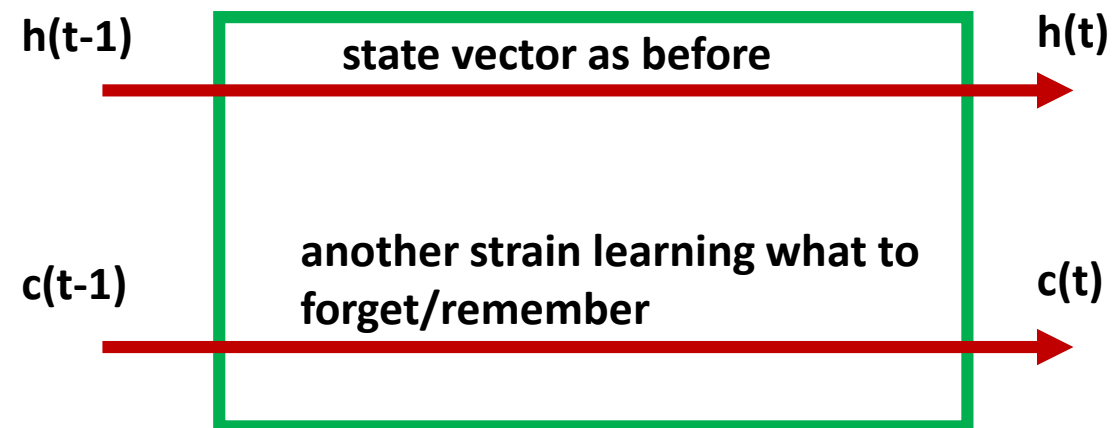 h(t-1)
state vector as before
h(t)
c(t-1)
another strain learning what to
forget/remember
c(t)